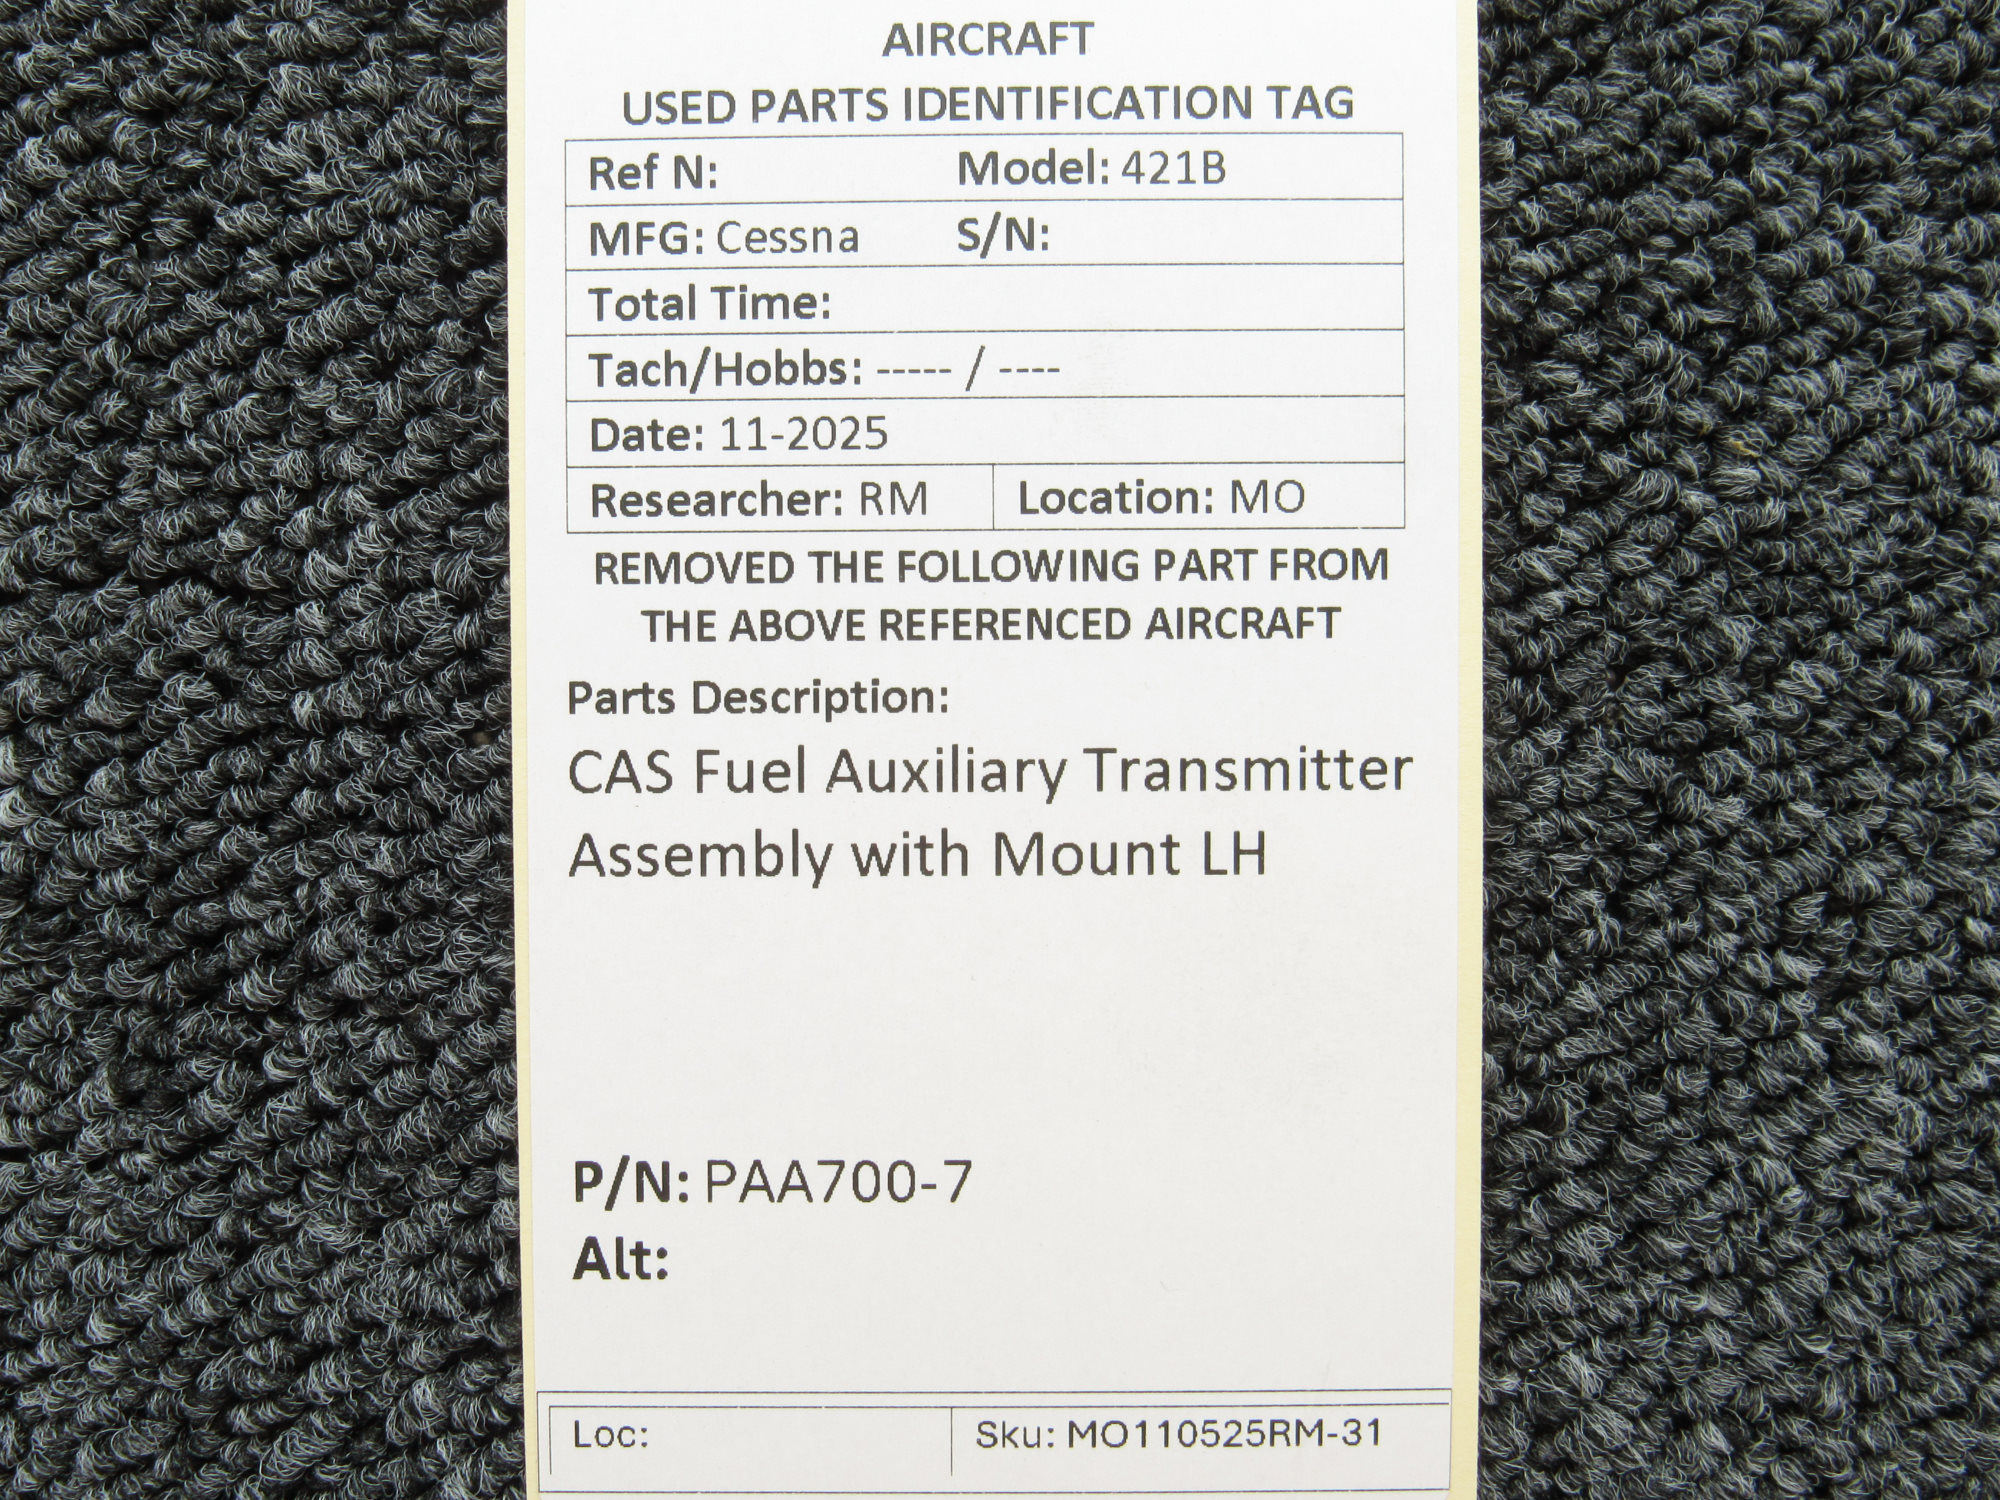 AIRCRAFT
USED PARTS IDENTIFICATION TAG
Ref N: Model: 421B
MFG: Cessna S/N:
Total Time:
Tach/Hobbs: ----- / ----
Date: 11-2025
Researcher: RM Location: MO
REMOVED THE FOLLOWING PART FROM
THE ABOVE REFERENCED AIRCRAFT
Parts Description:
CAS Fuel Auxiliary Transmitter
Assembly with Mount LH
P/N: PAA700-7
Alt:
Loc: Sku: MO110525RM-31